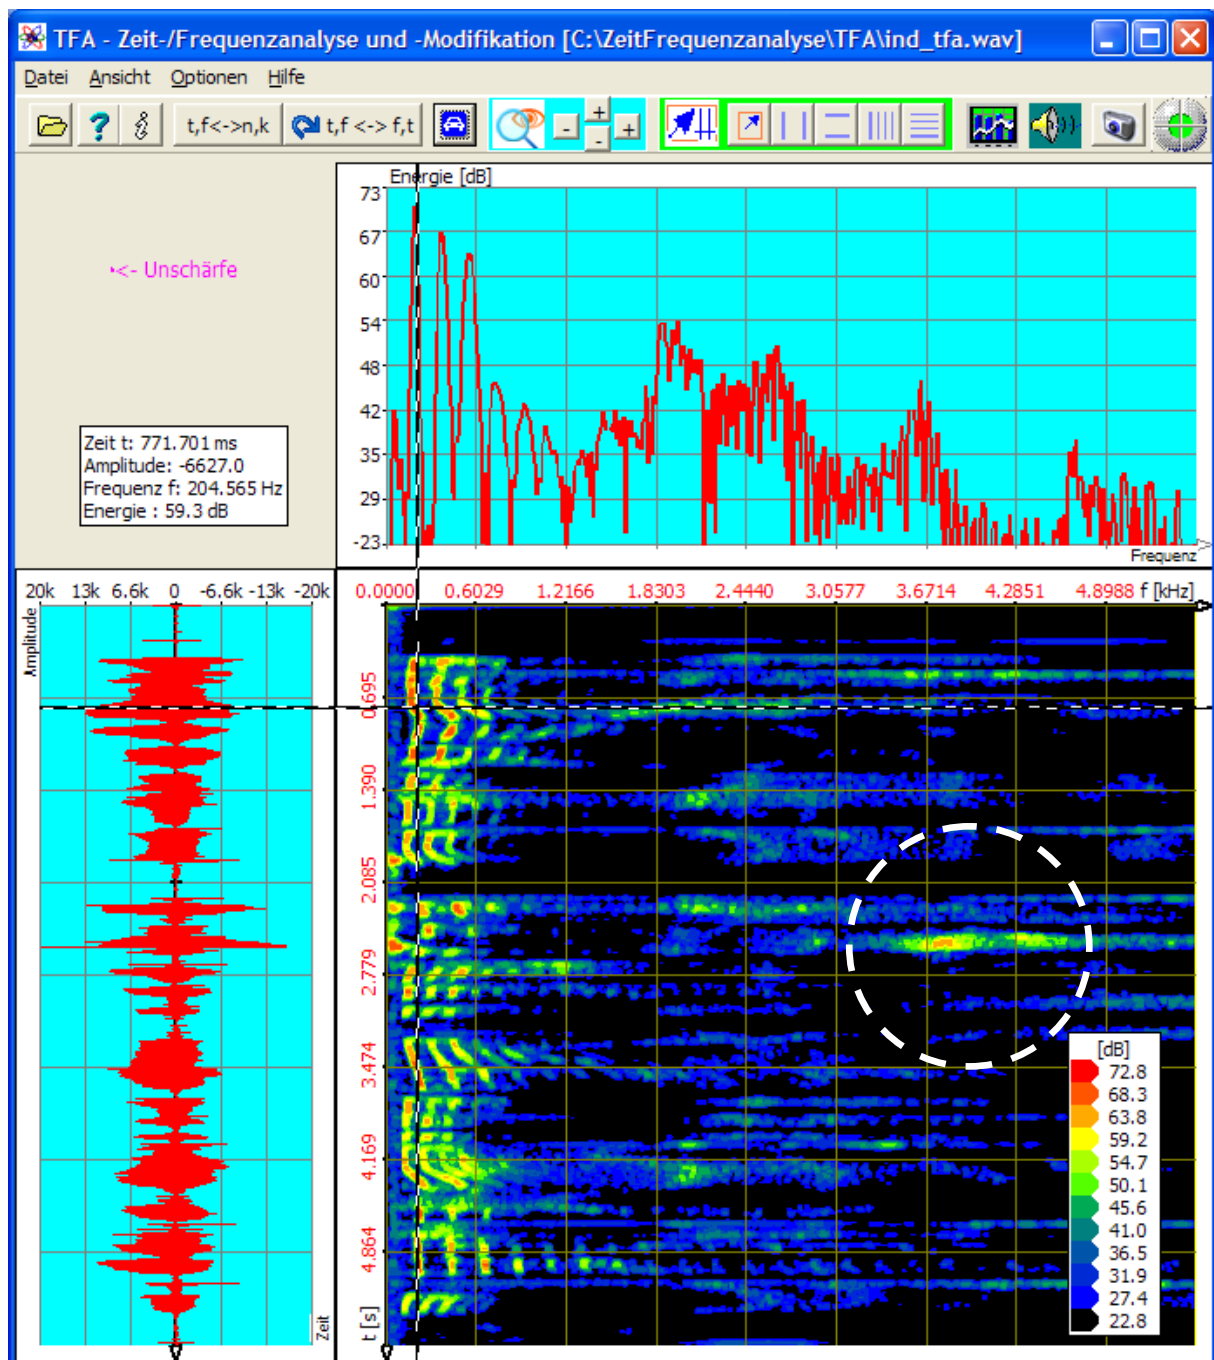 TFA - Zeit-/Frequenzanalyse und -Modifikation [C:\ZeitFrequenzanalyse\TFA\ind_tfa.wav]
Datei Ansicht Optionen Hilfe
t,f<->n,k t,f <-> f,t - + - +
Energie [dB]
73
67
60
54
48
42
35
29
-23
Frequenz
<- Unschärfe
Zeit t: 771.701 ms
Amplitude: -6627.0
Frequenz f: 204.565 Hz
Energie : 59.3 dB
20k 13k 6.6k 0 -6.6k -13k -20k
Amplitude
Zeit
0.0000 0.6029 1.2166 1.8303 2.4440 3.0577 3.6714 4.2851 4.8988 f [kHz]
0.695
1.390
2.085
2.779
3.474
4.169
4.864
t [s]
[dB]
72.8
68.3
63.8
59.2
54.7
50.1
45.6
41.0
36.5
31.9
27.4
22.8